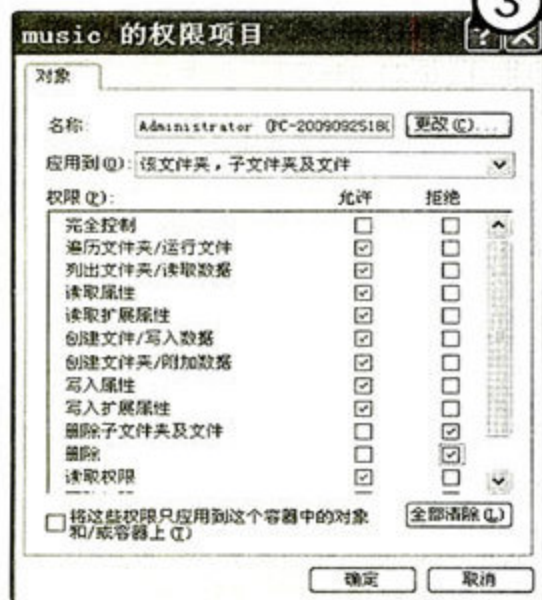 3
music 的权限项目
对象
名称:
Administrator (PC-2009092518(
更改(C)...
应用到(O):
该文件夹，子文件夹及文件
权限(P):
允许
拒绝
完全控制
遍历文件夹/运行文件
列出文件夹/读取数据
读取属性
读取扩展属性
创建文件/写入数据
创建文件夹/附加数据
写入属性
写入扩展属性
删除子文件夹及文件
删除
读取权限
将这些权限只应用到这个容器中的对象
和/或容器上(T)
全部清除(L)
确定
取消